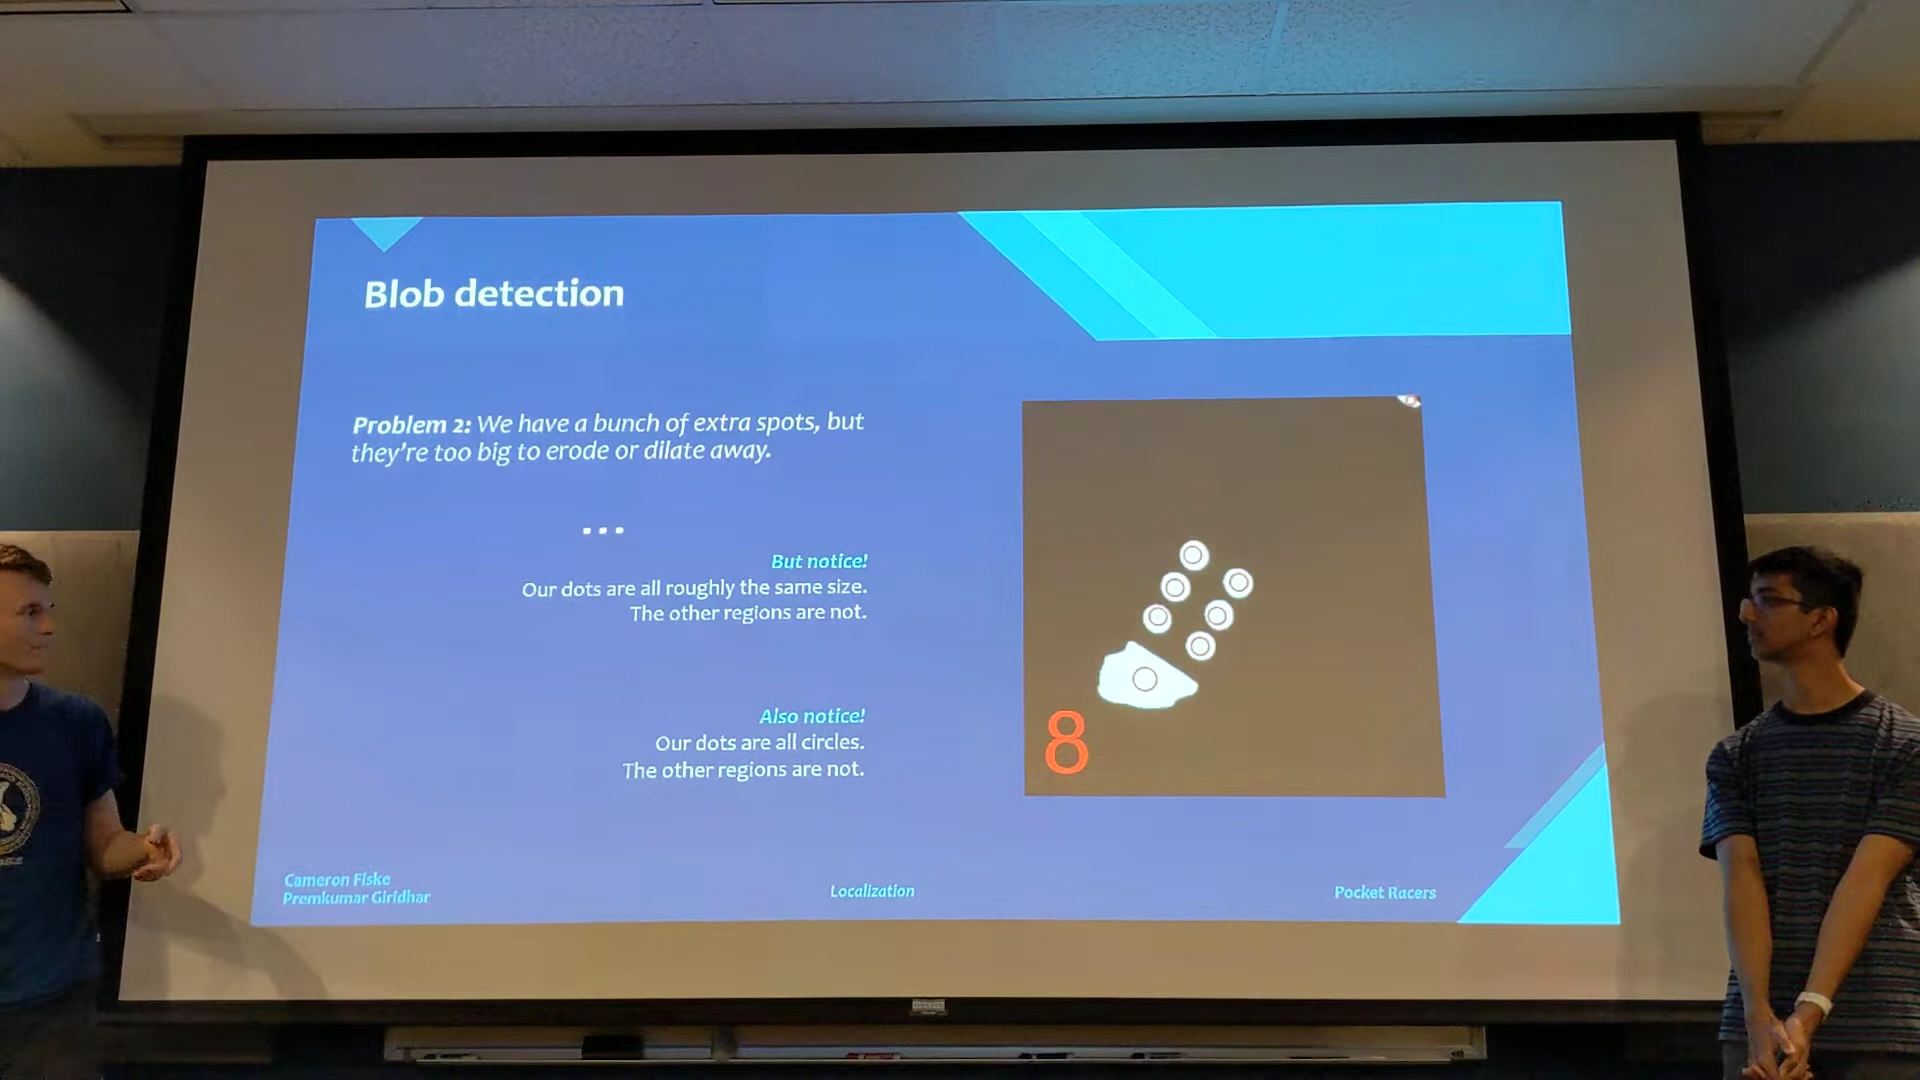 Blob detection
Problem 2: We have a bunch of extra spots, but
they're too big to erode or dilate away.
...
But notice!
Our dots are all roughly the same size.
The other regions are not.
Also notice!
Our dots are all circles.
The other regions are not.
8
Cameron Fiske
Premkumar Giridhar
Localization
Pocket Racers